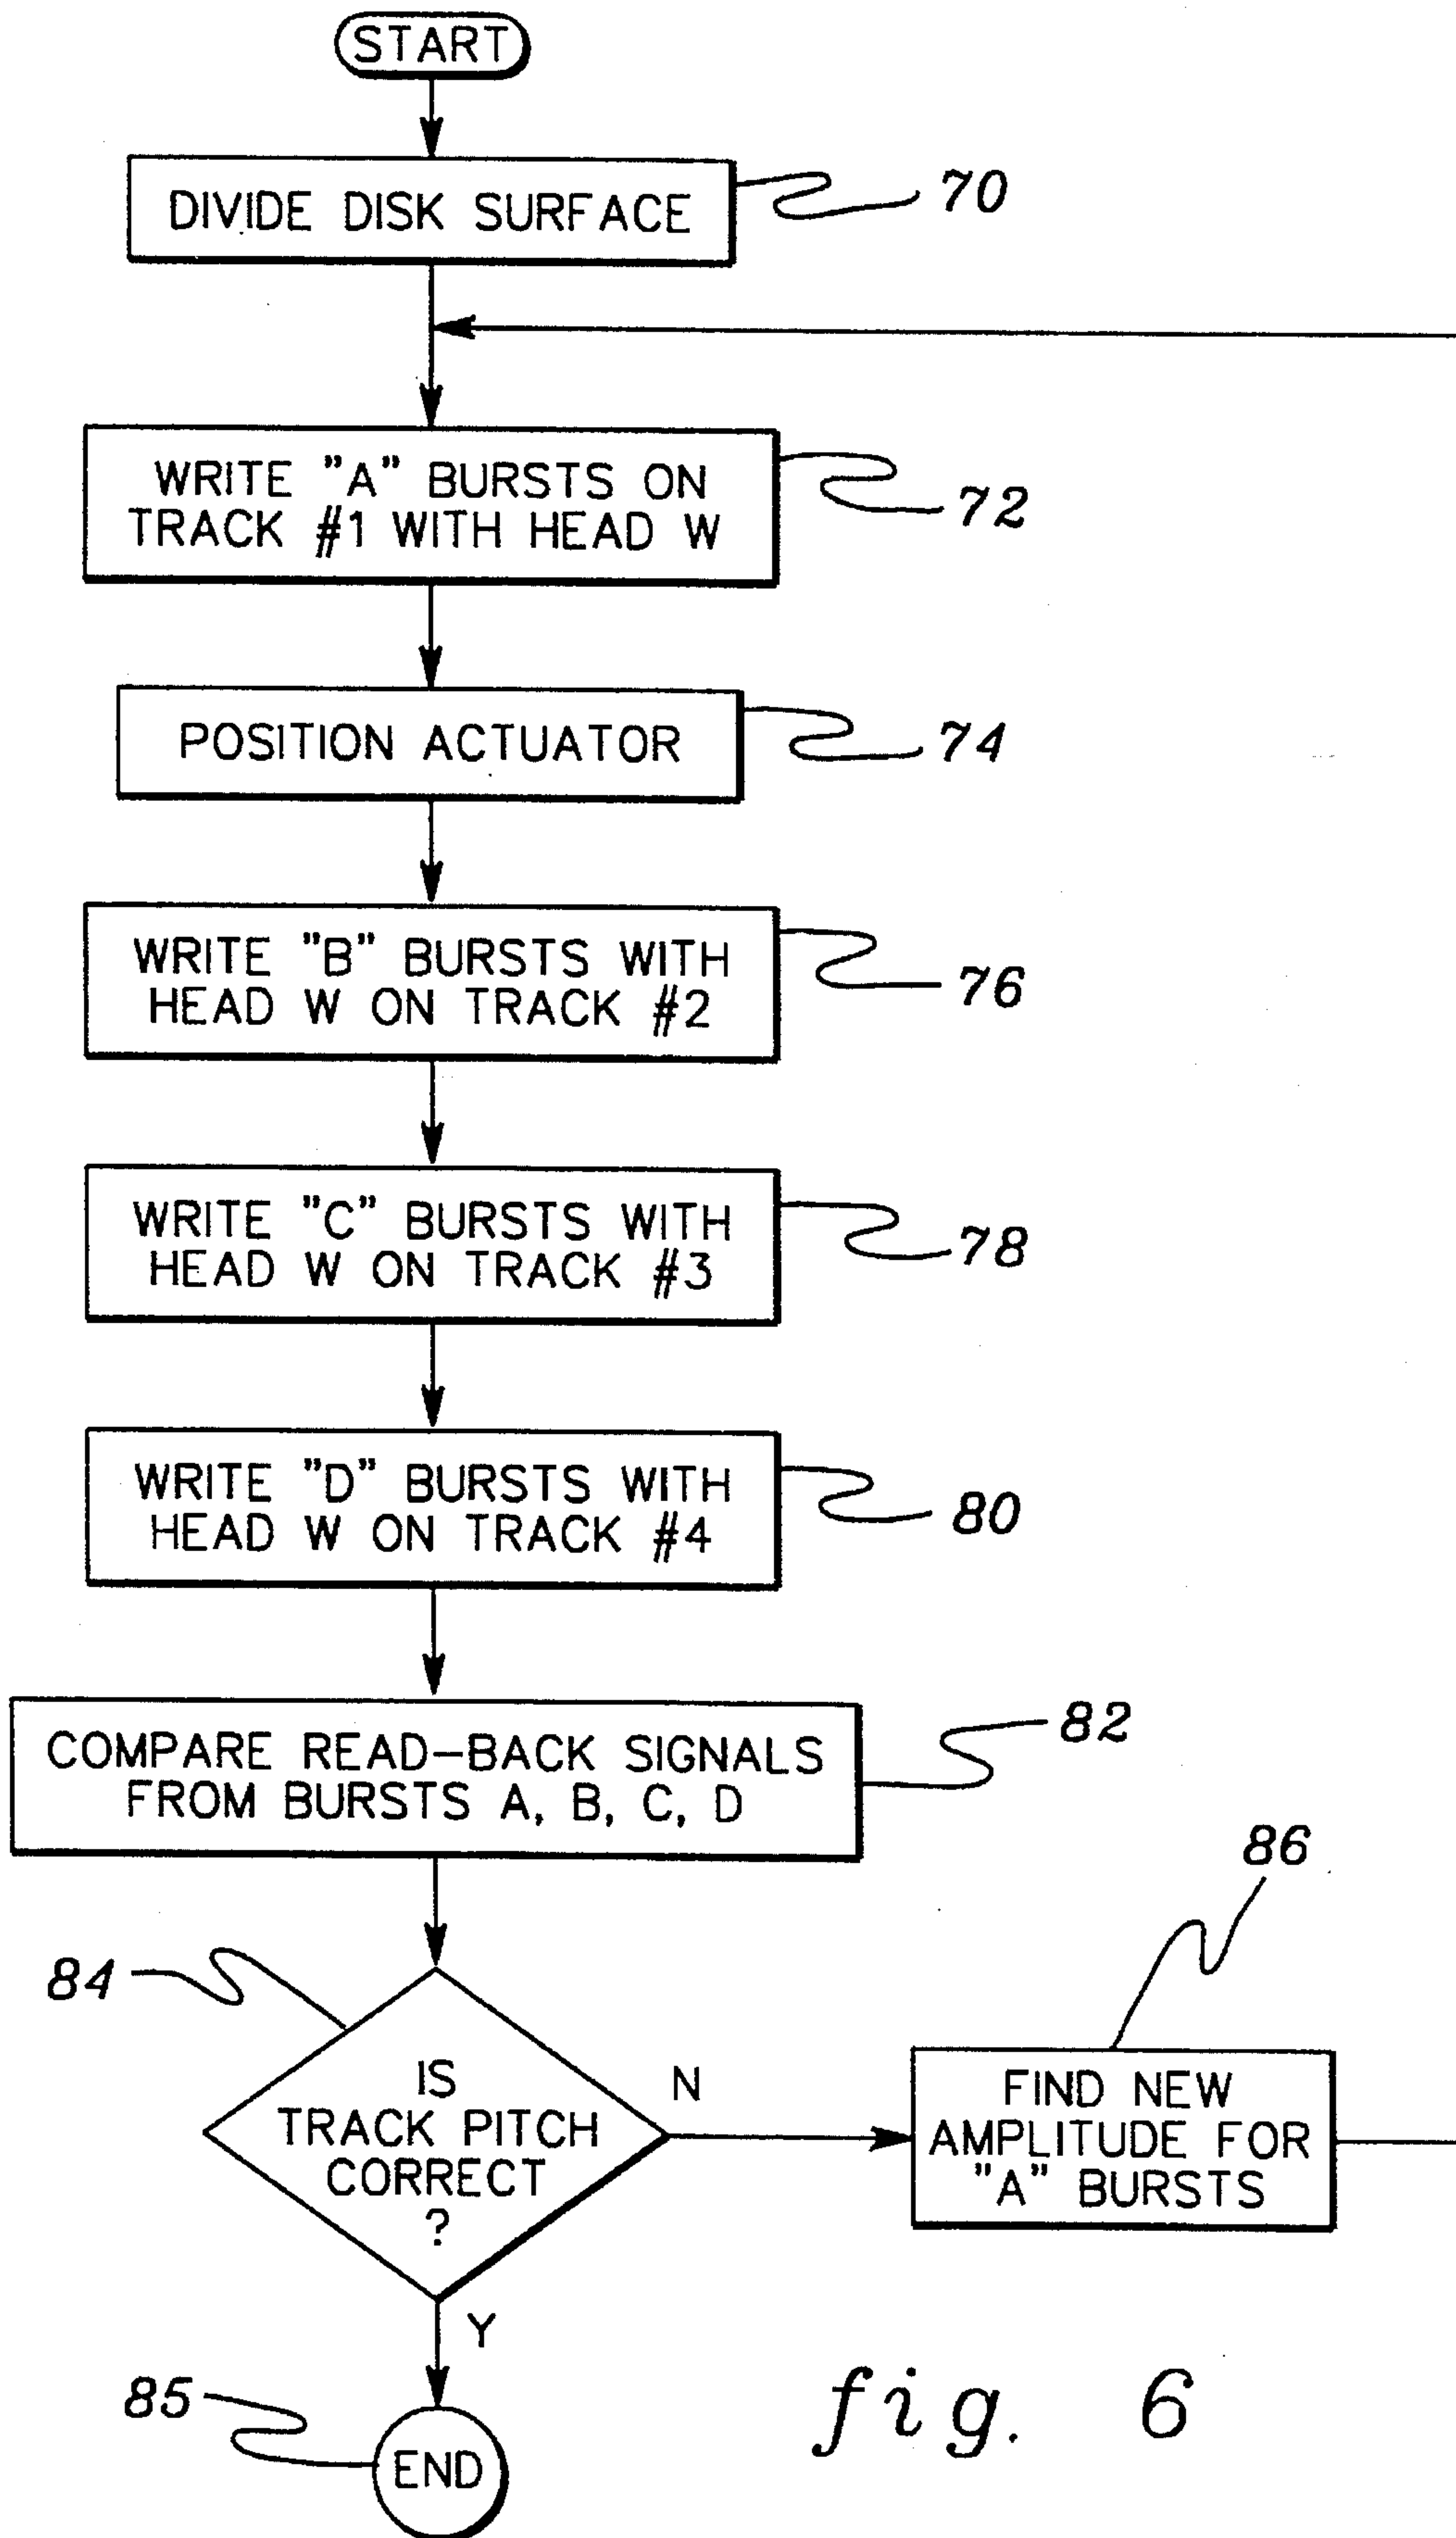 START
DIVIDE DISK SURFACE
70
WRITE "A" BURSTS ON
TRACK #1 WITH HEAD W
72
POSITION ACTUATOR
74
WRITE "B" BURSTS WITH
HEAD W ON TRACK #2
76
WRITE "C" BURSTS WITH
HEAD W ON TRACK #3
78
WRITE "D" BURSTS WITH
HEAD W ON TRACK #4
80
COMPARE READ-BACK SIGNALS
FROM BURSTS A, B, C, D
82
84
IS
TRACK PITCH
CORRECT
?
N
86
FIND NEW
AMPLITUDE FOR
"A" BURSTS
Y
85
END
fig. 6